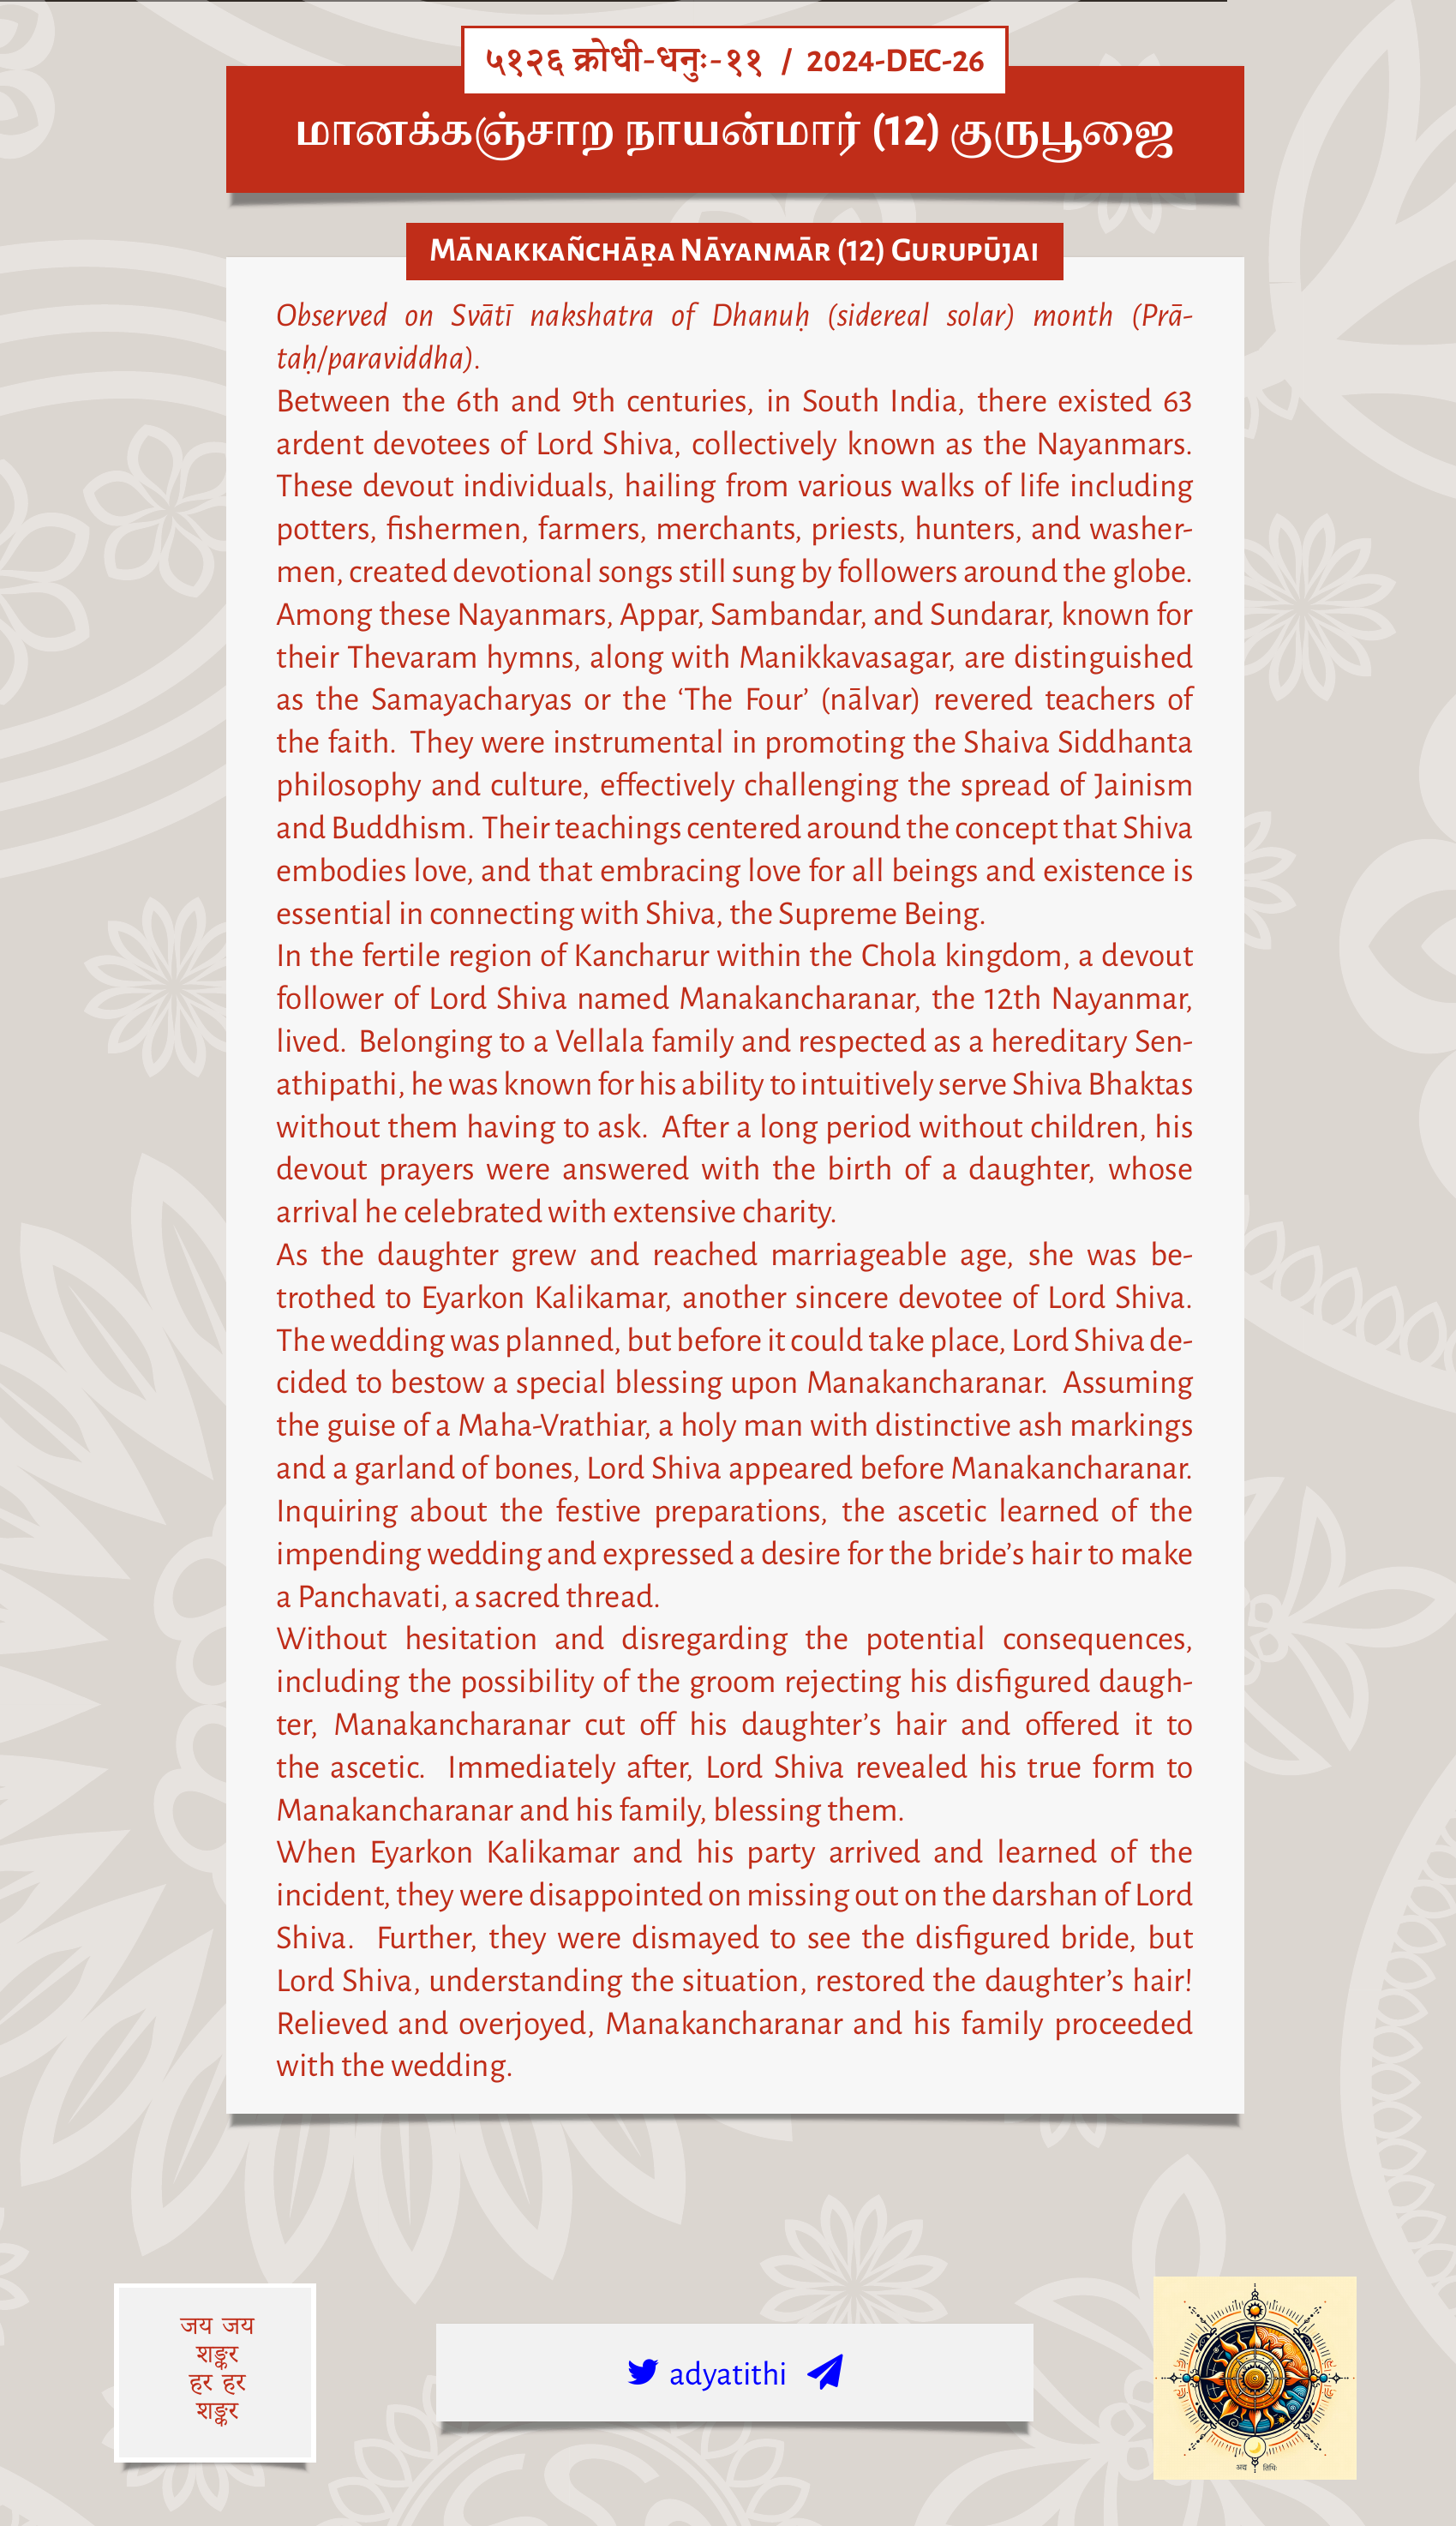 ५१२६ क्रोधी-धनुः-११ / 2024-DEC-26
மானக்கஞ்சாற நாயன்மார் (12) குருபூஜை
Mānakkañchāṟa Nāyanmār (12) Gurupūjai
Observed on Svātī nakshatra of Dhanuḥ (sidereal solar) month (Prā-
taḥ/paraviddha).
Between the 6th and 9th centuries, in South India, there existed 63
ardent devotees of Lord Shiva, collectively known as the Nayanmars.
These devout individuals, hailing from various walks of life including
potters, fishermen, farmers, merchants, priests, hunters, and washer-
men, created devotional songs still sung by followers around the globe.
Among these Nayanmars, Appar, Sambandar, and Sundarar, known for
their Thevaram hymns, along with Manikkavasagar, are distinguished
as the Samayacharyas or the ‘The Four’ (nālvar) revered teachers of
the faith. They were instrumental in promoting the Shaiva Siddhanta
philosophy and culture, effectively challenging the spread of Jainism
and Buddhism. Their teachings centered around the concept that Shiva
embodies love, and that embracing love for all beings and existence is
essential in connecting with Shiva, the Supreme Being.
In the fertile region of Kancharur within the Chola kingdom, a devout
follower of Lord Shiva named Manakancharanar, the 12th Nayanmar,
lived. Belonging to a Vellala family and respected as a hereditary Sen-
athipathi, he was known for his ability to intuitively serve Shiva Bhaktas
without them having to ask. After a long period without children, his
devout prayers were answered with the birth of a daughter, whose
arrival he celebrated with extensive charity.
As the daughter grew and reached marriageable age, she was be-
trothed to Eyarkon Kalikamar, another sincere devotee of Lord Shiva.
The wedding was planned, but before it could take place, Lord Shiva de-
cided to bestow a special blessing upon Manakancharanar. Assuming
the guise of a Maha-Vrathiar, a holy man with distinctive ash markings
and a garland of bones, Lord Shiva appeared before Manakancharanar.
Inquiring about the festive preparations, the ascetic learned of the
impending wedding and expressed a desire for the bride’s hair to make
a Panchavati, a sacred thread.
Without hesitation and disregarding the potential consequences,
including the possibility of the groom rejecting his disfigured daugh-
ter, Manakancharanar cut off his daughter’s hair and offered it to
the ascetic. Immediately after, Lord Shiva revealed his true form to
Manakancharanar and his family, blessing them.
When Eyarkon Kalikamar and his party arrived and learned of the
incident, they were disappointed on missing out on the darshan of Lord
Shiva. Further, they were dismayed to see the disfigured bride, but
Lord Shiva, understanding the situation, restored the daughter’s hair!
Relieved and overjoyed, Manakancharanar and his family proceeded
with the wedding.
जय जय
शङ्कर
हर हर
शङ्कर
adyatithi
अद्य तिथिः